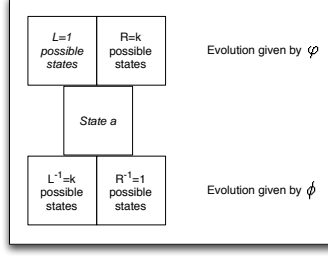 L=1 possible states
R=k possible states
Evolution given by φ
State a
L⁻¹=k possible states
R⁻¹=1 possible states
Evolution given by ϕ